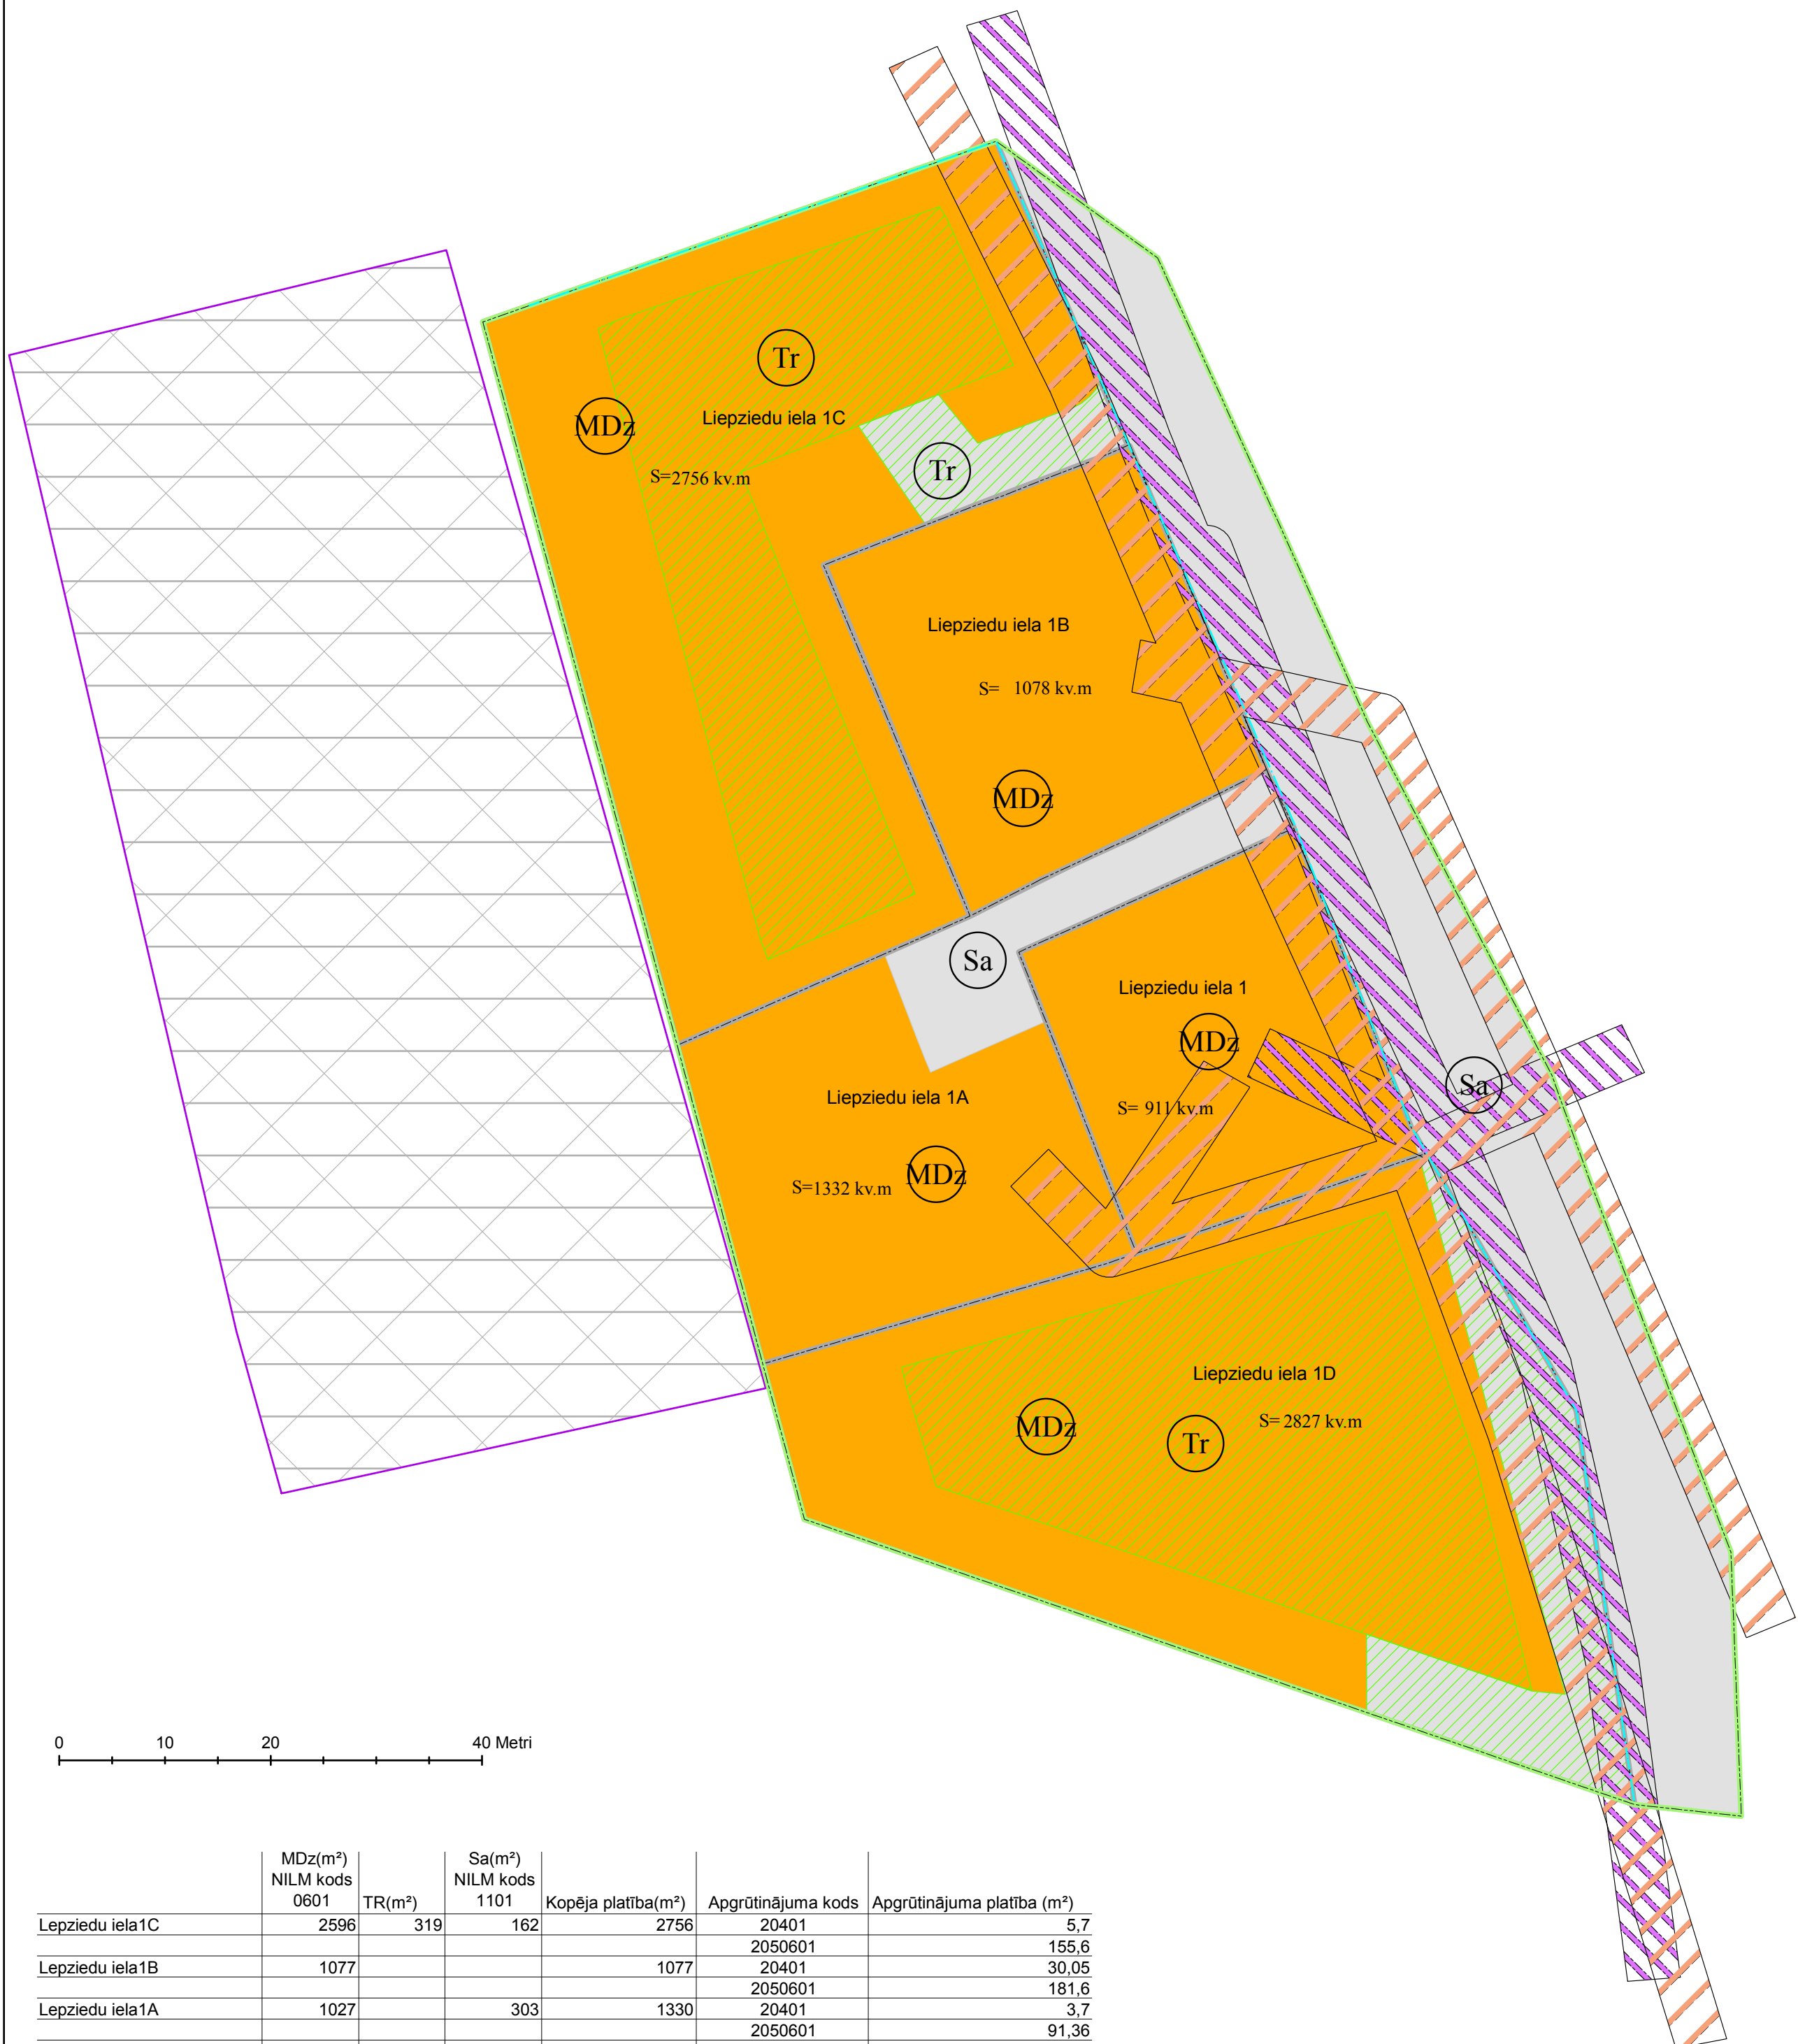 Tr
MDz
Liepziedu iela 1C
S=2756 kv.m
Tr
Liepziedu iela 1B
S= 1078 kv.m
MDz
Sa
Liepziedu iela 1
MDz
Sa
Liepziedu iela 1A
S= 911 kv.m
MDz
S=1332 kv.m
Liepziedu iela 1D
MDz
S= 2827 kv.m
Tr
0 10 20 40 Metri
MDz(m²) Sa(m²)
NILM kods NILM kods
0601 TR(m²) 1101 Kopēja platība(m²) Apgrūtinājuma kods Apgrūtinājuma platība (m²)
Lepziedu iela1C 2596 319 162 2756 20401 5,7
2050601 155,6
Lepziedu iela1B 1077 1077 20401 30,05
2050601 181,6
Lepziedu iela1A 1027 303 1330 20401 3,7
2050601 91,36